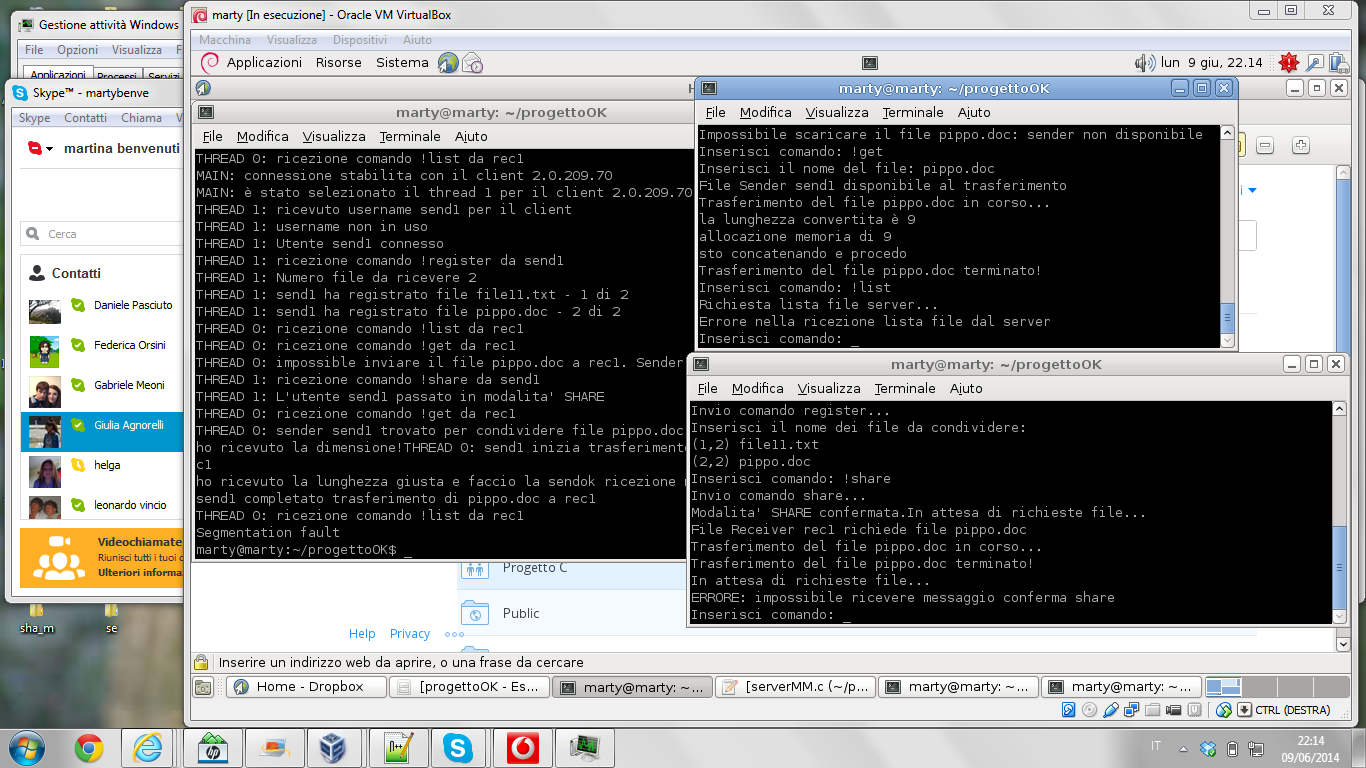 Gestione attività Windows
File Opzioni Visualizza F
Applicazioni Processi Servizi
Skype™ - martybenve
Skype Contatti Chiama V
martina benvenuti
Cerca
Contatti
Daniele Pasciuto
Federica Orsini
Gabriele Meoni
Giulia Agnorelli
helga
leonardo vincio
Videochiamate
Riunisci tutti i tuoi c
Ulteriori informa
sha_m
se
marty [In esecuzione] - Oracle VM VirtualBox
Macchina Visualizza Dispositivi Aiuto
Applicazioni Risorse Sistema
lun 9 giu, 22.14
marty@marty: ~/progettoOK
File Modifica Visualizza Terminale Aiuto
THREAD 0: ricezione comando !list da rec1
MAIN: connessione stabilita con il client 2.0.209.70
MAIN: è stato selezionato il thread 1 per il client 2.0.209.70
THREAD 1: ricevuto username send1 per il client
THREAD 1: username non in uso
THREAD 1: Utente send1 connesso
THREAD 1: ricezione comando !register da send1
THREAD 1: Numero file da ricevere 2
THREAD 1: send1 ha registrato file file11.txt - 1 di 2
THREAD 1: send1 ha registrato file pippo.doc - 2 di 2
THREAD 0: ricezione comando !list da rec1
THREAD 0: ricezione comando !get da rec1
THREAD 0: impossible inviare il file pippo.doc a rec1. Sender
THREAD 1: ricezione comando !share da send1
THREAD 1: L'utente send1 passato in modalita' SHARE
THREAD 0: ricezione comando !get da rec1
THREAD 0: sender send1 trovato per condividere file pippo.doc
ho ricevuto la dimensione!THREAD 0: send1 inizia trasferimento
c1
ho ricevuto la lunghezza giusta e faccio la sendok ricezione
send1 completato trasferimento di pippo.doc a rec1
THREAD 0: ricezione comando !list da rec1
Segmentation fault
marty@marty:~/progettoOK$ _
marty@marty: ~/progettoOK
File Modifica Visualizza Terminale Aiuto
Impossibile scaricare il file pippo.doc: sender non disponibile
Inserisci comando: !get
Inserisci il nome del file: pippo.doc
File Sender send1 disponibile al trasferimento
Trasferimento del file pippo.doc in corso...
la lunghezza convertita è 9
allocazione memoria di 9
sto concatenando e procedo
Trasferimento del file pippo.doc terminato!
Inserisci comando: !list
Richiesta lista file server...
Errore nella ricezione lista file dal server
Inserisci comando: _
marty@marty: ~/progettoOK
File Modifica Visualizza Terminale Aiuto
Invio comando register...
Inserisci il nome dei file da condividere:
(1,2) file11.txt
(2,2) pippo.doc
Inserisci comando: !share
Invio comando share...
Modalita' SHARE confermata.In attesa di richieste file...
File Receiver rec1 richiede file pippo.doc
Trasferimento del file pippo.doc in corso...
Trasferimento del file pippo.doc terminato!
In attesa di richieste file...
ERRORE: impossibile ricevere messaggio conferma share
Inserisci comando: _
Progetto C
Public
Help Privacy
Inserire un indirizzo web da aprire, o una frase da cercare
Home - Dropbox
[progettoOK - Es...
marty@marty: ~...
[serverMM.c (~/p...
marty@marty: ~...
marty@marty: ~...
CTRL (DESTRA)
IT
22:14
09/06/2014